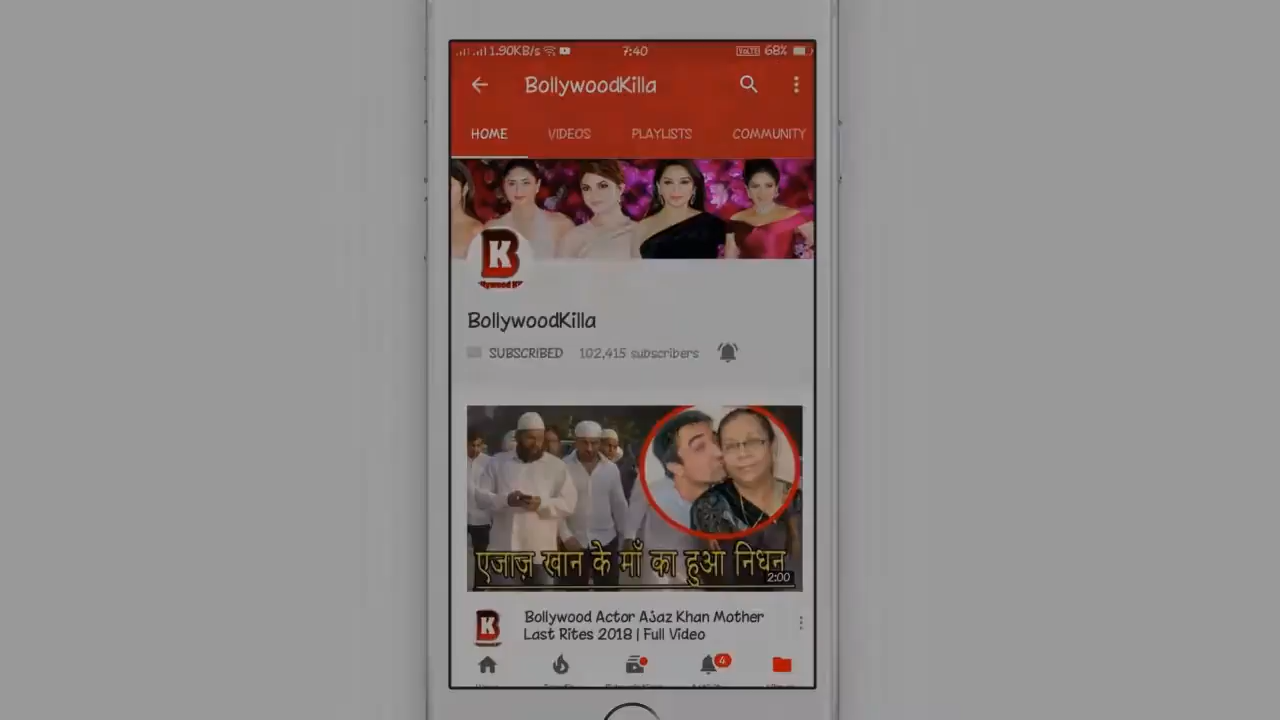 1.90KB/s 7:40 VoLTE 68%
BollywoodKilla
HOME VIDEOS PLAYLISTS COMMUNITY
K
BollywoodKilla
SUBSCRIBED 102,415 subscribers
एजाज़ खान के माँ का हुआ निधन
2:00
K
Bollywood Actor Ajaz Khan Mother
Last Rites 2018 | Full Video
4